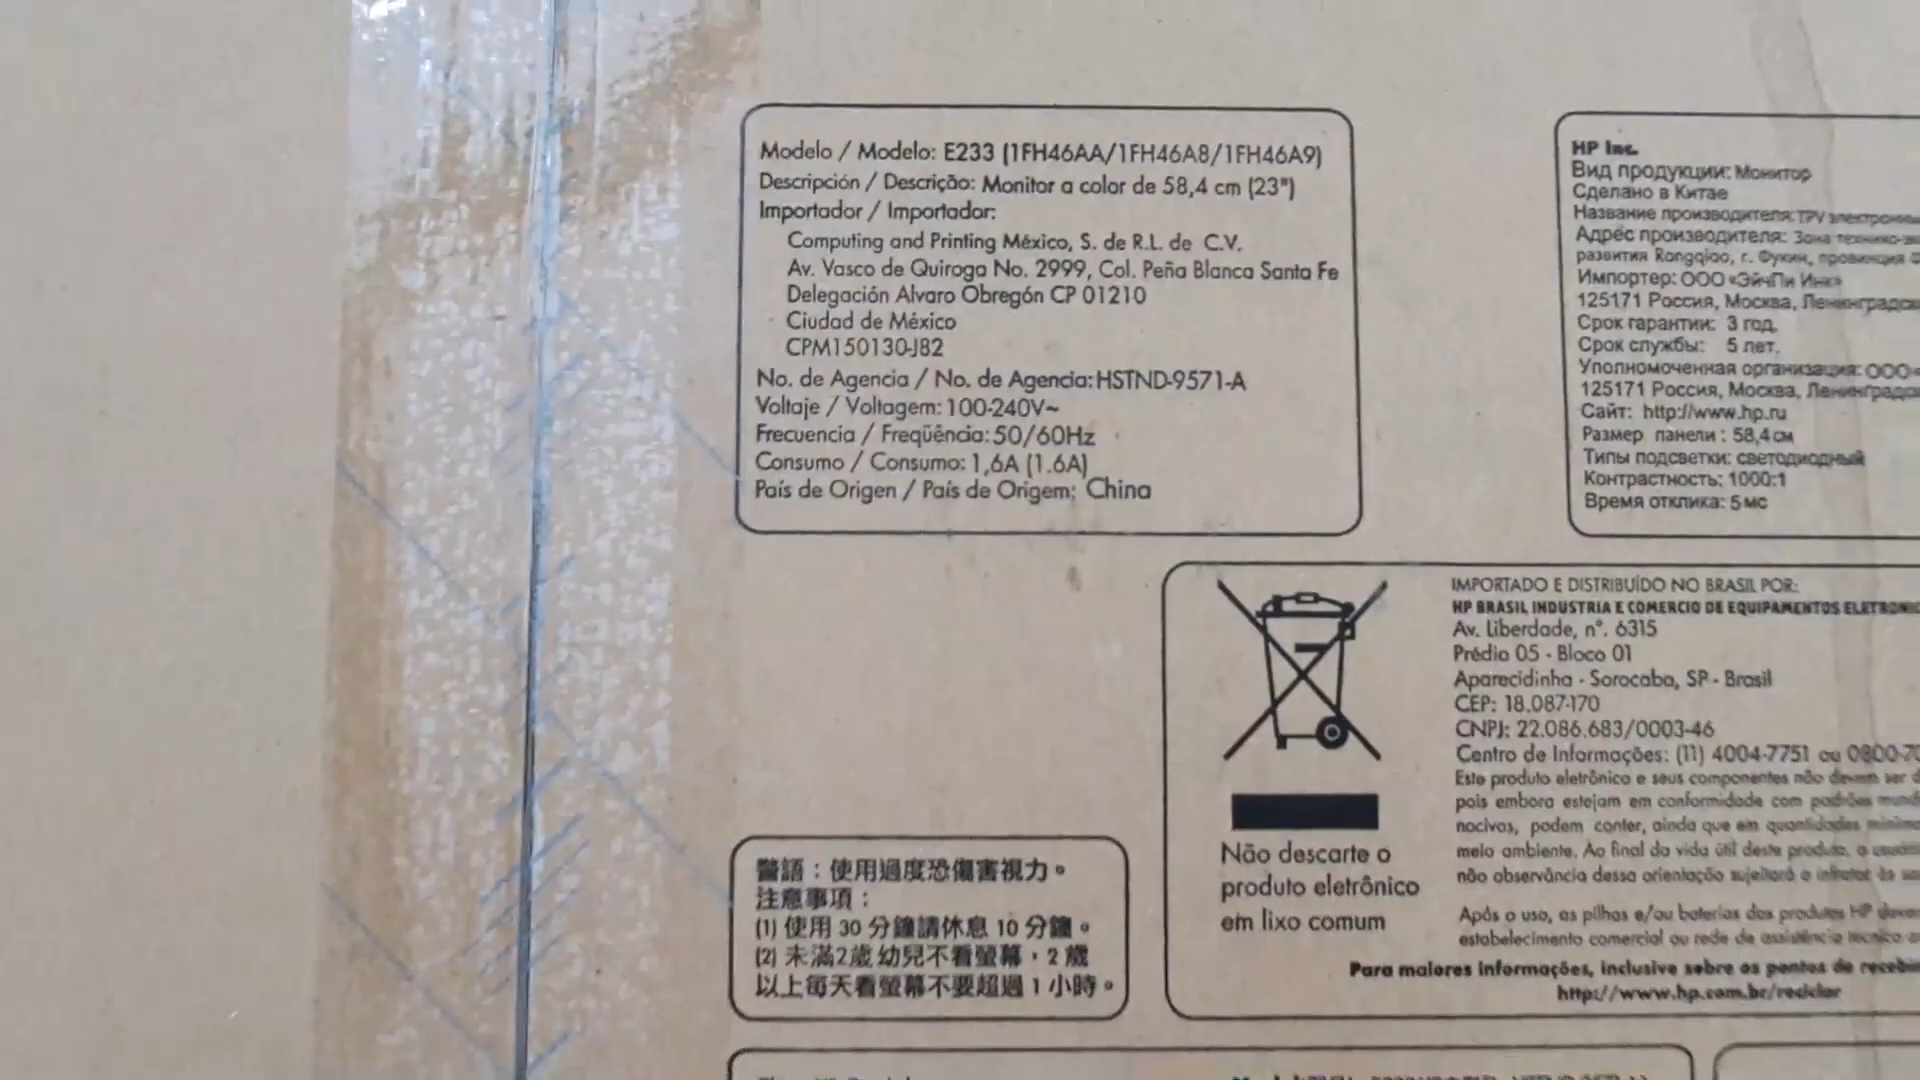 Modelo / Modelo: E233 (1FH46AA/1FH46A8/1FH46A9)
Descripción / Descrição: Monitor a color de 58,4 cm (23")
Importador / Importador:
Computing and Printing México, S. de R.L. de C.V.
Av. Vasco de Quiroga No. 2999, Col. Peña Blanca Santa Fe
Delegación Alvaro Obregón CP 01210
Ciudad de México
CPM150130-J82
No. de Agencia / No. de Agencia: HSTND-9571-A
Voltaje / Voltagem: 100-240V~
Frecuencia / Freqüência: 50/60Hz
Consumo / Consumo: 1,6A (1.6A)
País de Origen / País de Origem: China
HP Inc.
Вид продукции: Монитор
Сделано в Китае
Название производителя: TPV электронны
Адрес производителя: Зона технико-э
развития Rongqiao, г. Фукин, провинция
Импортер: ООО «ЭйчПи Инк»
125171 Россия, Москва, Ленинградск
Срок гарантии: 3 год.
Срок службы: 5 лет.
Уполномоченная организация: ООО
125171 Россия, Москва, Ленинградск
Сайт: http://www.hp.ru
Размер панели : 58,4 см
Типы подсветки: светодиодный
Контрастность: 1000:1
Время отклика: 5 мс
IMPORTADO E DISTRIBUÍDO NO BRASIL POR:
HP BRASIL INDUSTRIA E COMERCIO DE EQUIPAMENTOS ELETRONIC
Av. Liberdade, n°. 6315
Prédio 05 - Bloco 01
Aparecidinha - Sorocaba, SP - Brasil
CEP: 18.087-170
CNPJ: 22.086.683/0003-46
Centro de Informações: (11) 4004-7751 ou 0800-70
Este produto eletrônico e seus componentes não devem ser d
pois embora estejam em conformidade com padrões mundi
nocivas, podem conter, ainda que em quantidades mínima
meio ambiente. Ao final da vida útil deste produto, o usuári
não observância dessa orientação sujeitará o infrator às sa
Após o uso, as pilhas e/ou baterias dos produtos HP dever
estabelecimento comercial ou rede de assistência técnica a
Para maiores informações, inclusive sobre os pontos de recebi
http://www.hp.com.br/reciclar
Não descarte o
produto eletrônico
em lixo comum
警語：使用過度恐傷害視力。
注意事項：
(1) 使用 30 分鐘請休息 10 分鐘。
(2) 未滿2歲幼兒不看螢幕，2 歲
以上每天看螢幕不要超過 1 小時。